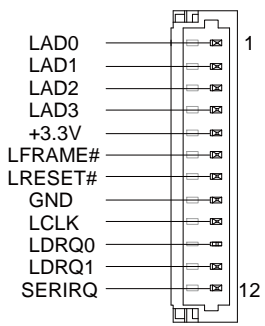 LAD0 1
LAD1
LAD2
LAD3
+3.3V
LFRAME#
LRESET#
GND
LCLK
LDRQ0
LDRQ1
SERIRQ 12